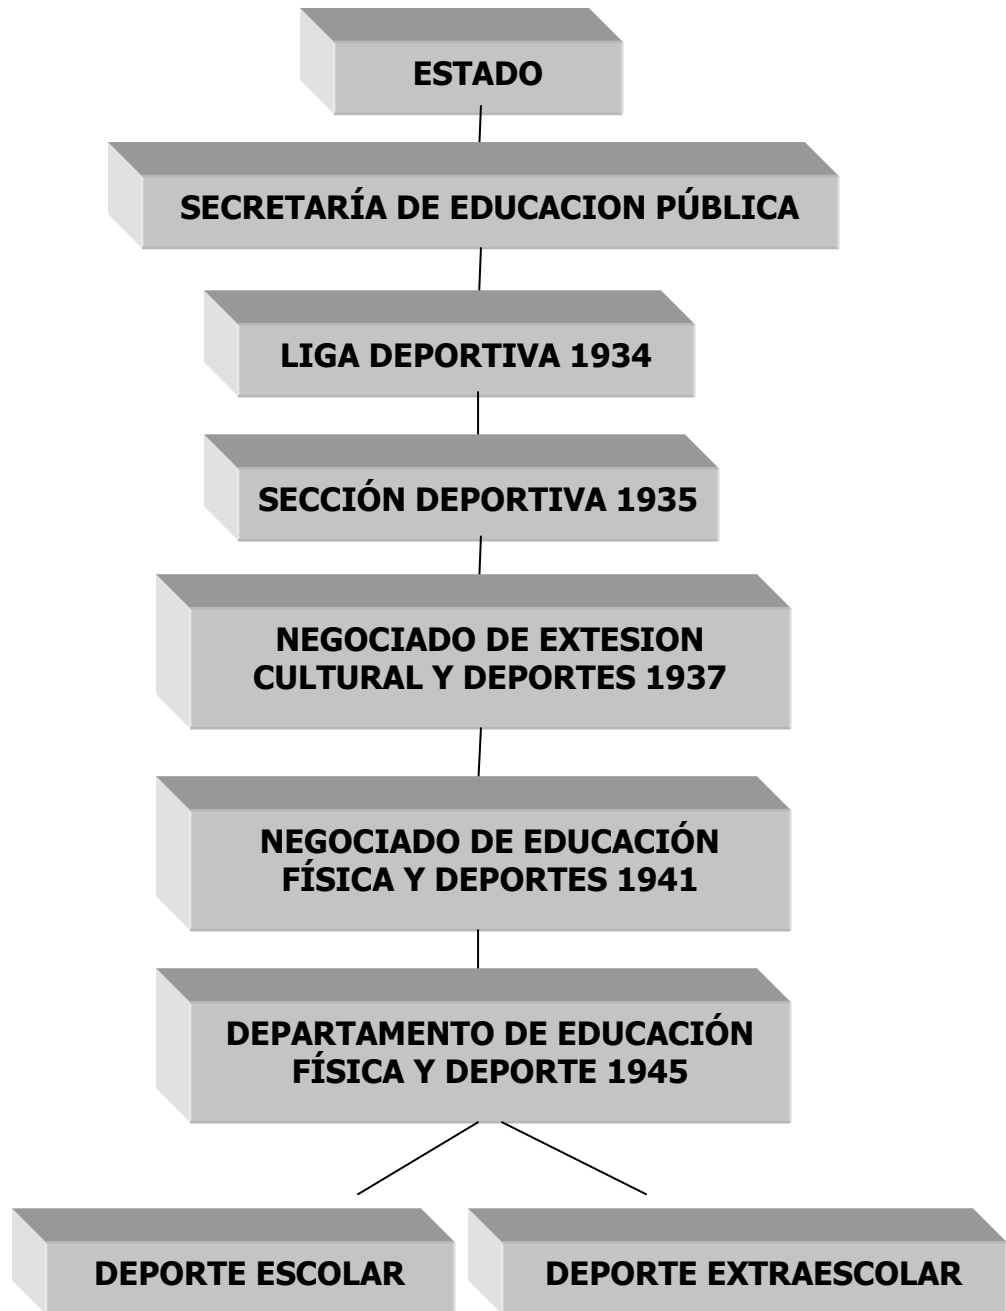 ESTADO
SECRETARÍA DE EDUCACION PÚBLICA
LIGA DEPORTIVA 1934
SECCIÓN DEPORTIVA 1935
NEGOCIADO DE EXTESION
CULTURAL Y DEPORTES 1937
NEGOCIADO DE EDUCACIÓN
FÍSICA Y DEPORTES 1941
DEPARTAMENTO DE EDUCACIÓN
FÍSICA Y DEPORTE 1945
DEPORTE ESCOLAR
DEPORTE EXTRAESCOLAR